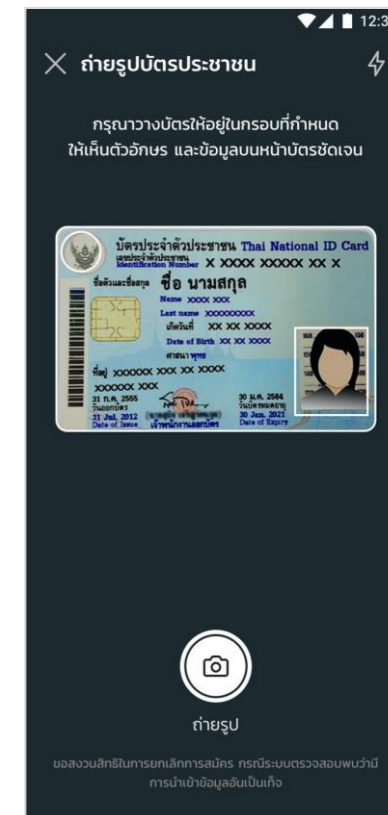 12:3
ถ่ายรูปบัตรประชาชน
กรุณาวางบัตรให้อยู่ในกรอบที่กำหนด
ให้เห็นตัวอักษร และข้อมูลบนหน้าบัตรชัดเจน
บัตรประจำตัวประชาชน Thai National ID Card
เลขประจำตัวประชาชน
Identification Number X XXXX XXXXX XX X
ชื่อตัวและชื่อสกุล ชื่อ นามสกุล
Name xxxx xxx
Last name xxxxxxxxxx
เกิดวันที่ XX XX XXXX
Date of Birth XX XX XXXX
ศาสนา พุทธ
ที่อยู่ XXXXXX XXX XX XXXX
XXXXXX XXX
31 ก.ค. 2555
วันออกบัตร
31 Jul. 2012
Date of Issue
เจ้าพนักงานออกบัตร
30 ม.ค. 2564
วันบัตรหมดอายุ
30 Jan. 2021
Date of Expiry
ถ่ายรูป
ขอสงวนสิทธิในการยกเลิกการสมัคร กรณีระบบตรวจสอบพบว่ามี
การนำเข้าข้อมูลอันเป็นเท็จ